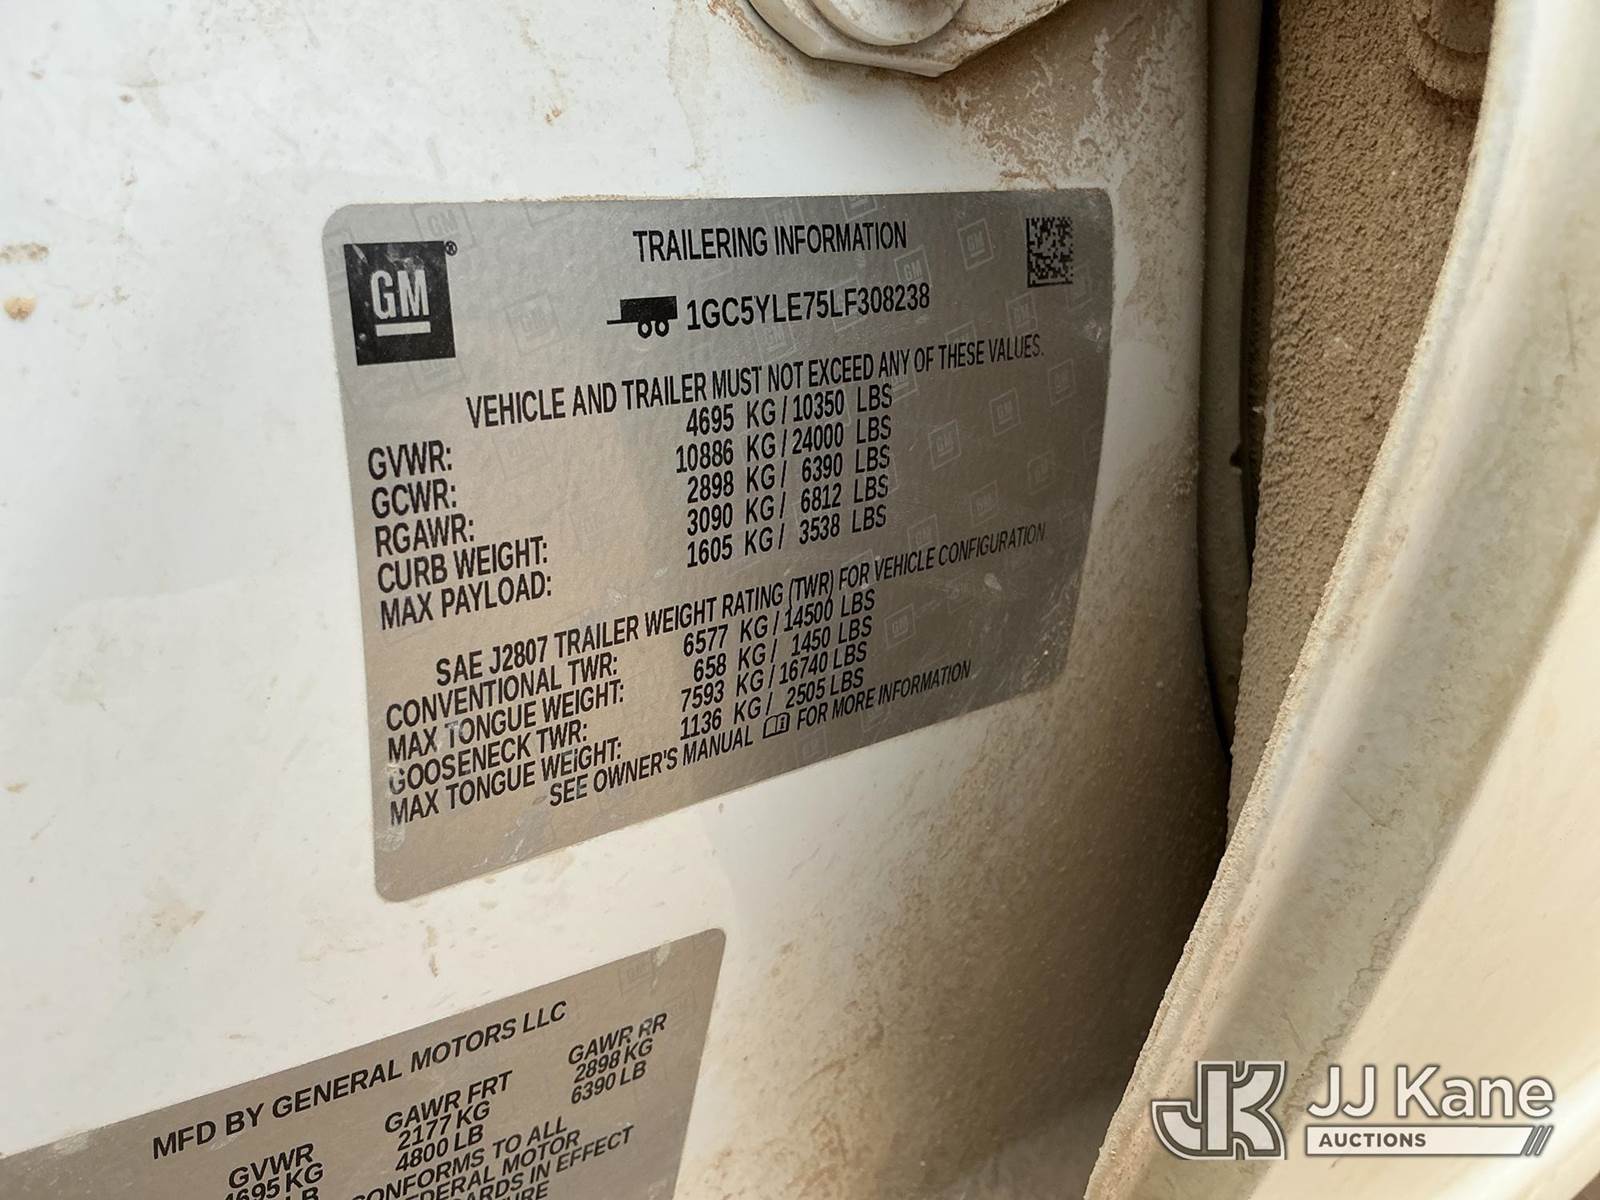 GM®
TRAILERING INFORMATION
1GC5YLE75LF308238
VEHICLE AND TRAILER MUST NOT EXCEED ANY OF THESE VALUES.
GVWR: 4695 KG / 10350 LBS
GCWR: 10886 KG / 24000 LBS
RGAWR: 2898 KG / 6390 LBS
CURB WEIGHT: 3090 KG / 6812 LBS
MAX PAYLOAD: 1605 KG / 3538 LBS
SAE J2807 TRAILER WEIGHT RATING (TWR) FOR VEHICLE CONFIGURATION
CONVENTIONAL TWR: 6577 KG / 14500 LBS
MAX TONGUE WEIGHT: 658 KG / 1450 LBS
GOOSENECK TWR: 7593 KG / 16740 LBS
MAX TONGUE WEIGHT: 1136 KG / 2505 LBS
SEE OWNER'S MANUAL FOR MORE INFORMATION
MFD BY GENERAL MOTORS LLC
GVWR GAWR FRT GAWR RR
4695 KG 2177 KG 2898 KG
LB 4800 LB 6390 LB
CONFORMS TO ALL
FEDERAL MOTOR
IN EFFECT
JK JJ Kane
AUCTIONS